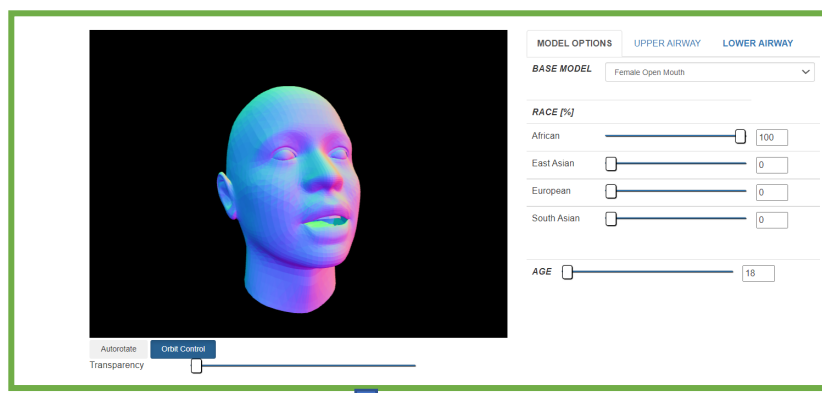 MODEL OPTIONS UPPER AIRWAY LOWER AIRWAY
BASE MODEL Female Open Mouth
RACE [%]
African 100
East Asian 0
European 0
South Asian 0
AGE 18
Autorotate Orbit Control
Transparency